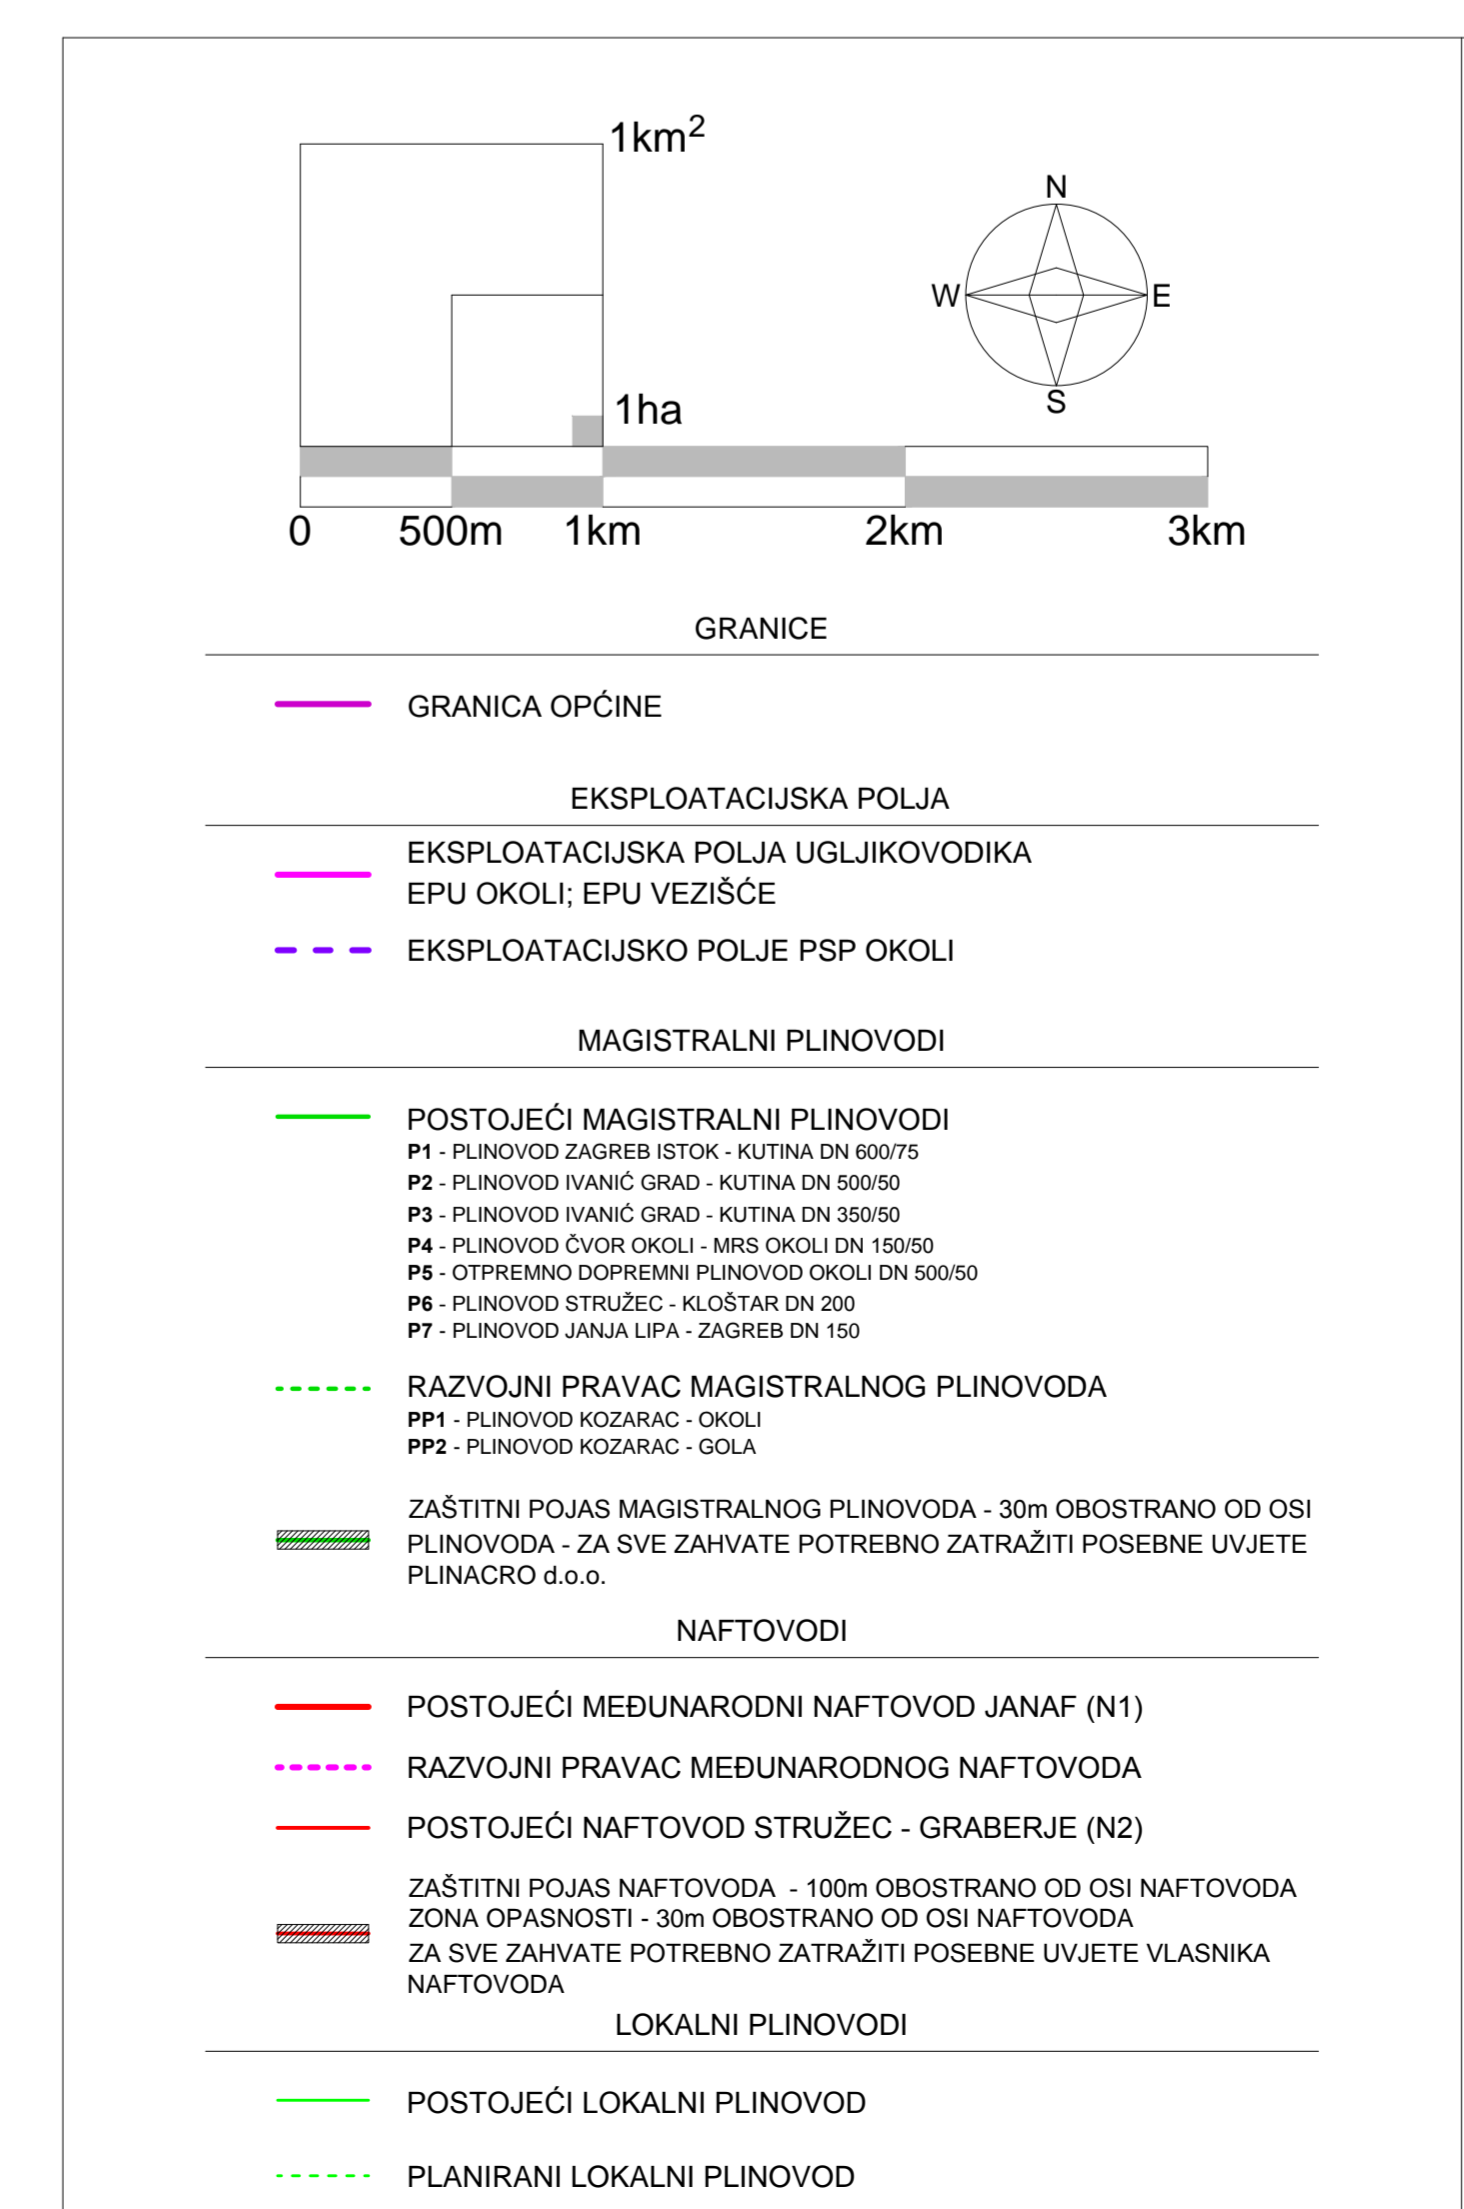 1km²
N
W E
S
1ha
0 500m 1km 2km 3km
GRANICE
GRANICA OPĆINE
EKSPLOATACIJSKA POLJA
EKSPLOATACIJSKA POLJA UGLJIKOVODIKA
EPU OKOLI; EPU VEZIŠĆE
EKSPLOATACIJSKO POLJE PSP OKOLI
MAGISTRALNI PLINOVODI
POSTOJEĆI MAGISTRALNI PLINOVODI
P1 - PLINOVOD ZAGREB ISTOK - KUTINA DN 600/75
P2 - PLINOVOD IVANIĆ GRAD - KUTINA DN 500/50
P3 - PLINOVOD IVANIĆ GRAD - KUTINA DN 350/50
P4 - PLINOVOD ČVOR OKOLI - MRS OKOLI DN 150/50
P5 - OTPREMNO DOPREMNI PLINOVOD OKOLI DN 500/50
P6 - PLINOVOD STRUŽEC - KLOŠTAR DN 200
P7 - PLINOVOD JANJA LIPA - ZAGREB DN 150
RAZVOJNI PRAVAC MAGISTRALNOG PLINOVODA
PP1 - PLINOVOD KOZARAC - OKOLI
PP2 - PLINOVOD KOZARAC - GOLA
ZAŠTITNI POJAS MAGISTRALNOG PLINOVODA - 30m OBOSTRANO OD OSI
PLINOVODA - ZA SVE ZAHVATE POTREBNO ZATRAŽITI POSEBNE UVJETE
PLINACRO d.o.o.
NAFTOVODI
POSTOJEĆI MEĐUNARODNI NAFTOVOD JANAF (N1)
RAZVOJNI PRAVAC MEĐUNARODNOG NAFTOVODA
POSTOJEĆI NAFTOVOD STRUŽEC - GRABERJE (N2)
ZAŠTITNI POJAS NAFTOVODA - 100m OBOSTRANO OD OSI NAFTOVODA
ZONA OPASNOSTI - 30m OBOSTRANO OD OSI NAFTOVODA
ZA SVE ZAHVATE POTREBNO ZATRAŽITI POSEBNE UVJETE VLASNIKA
NAFTOVODA
LOKALNI PLINOVODI
POSTOJEĆI LOKALNI PLINOVOD
PLANIRANI LOKALNI PLINOVOD